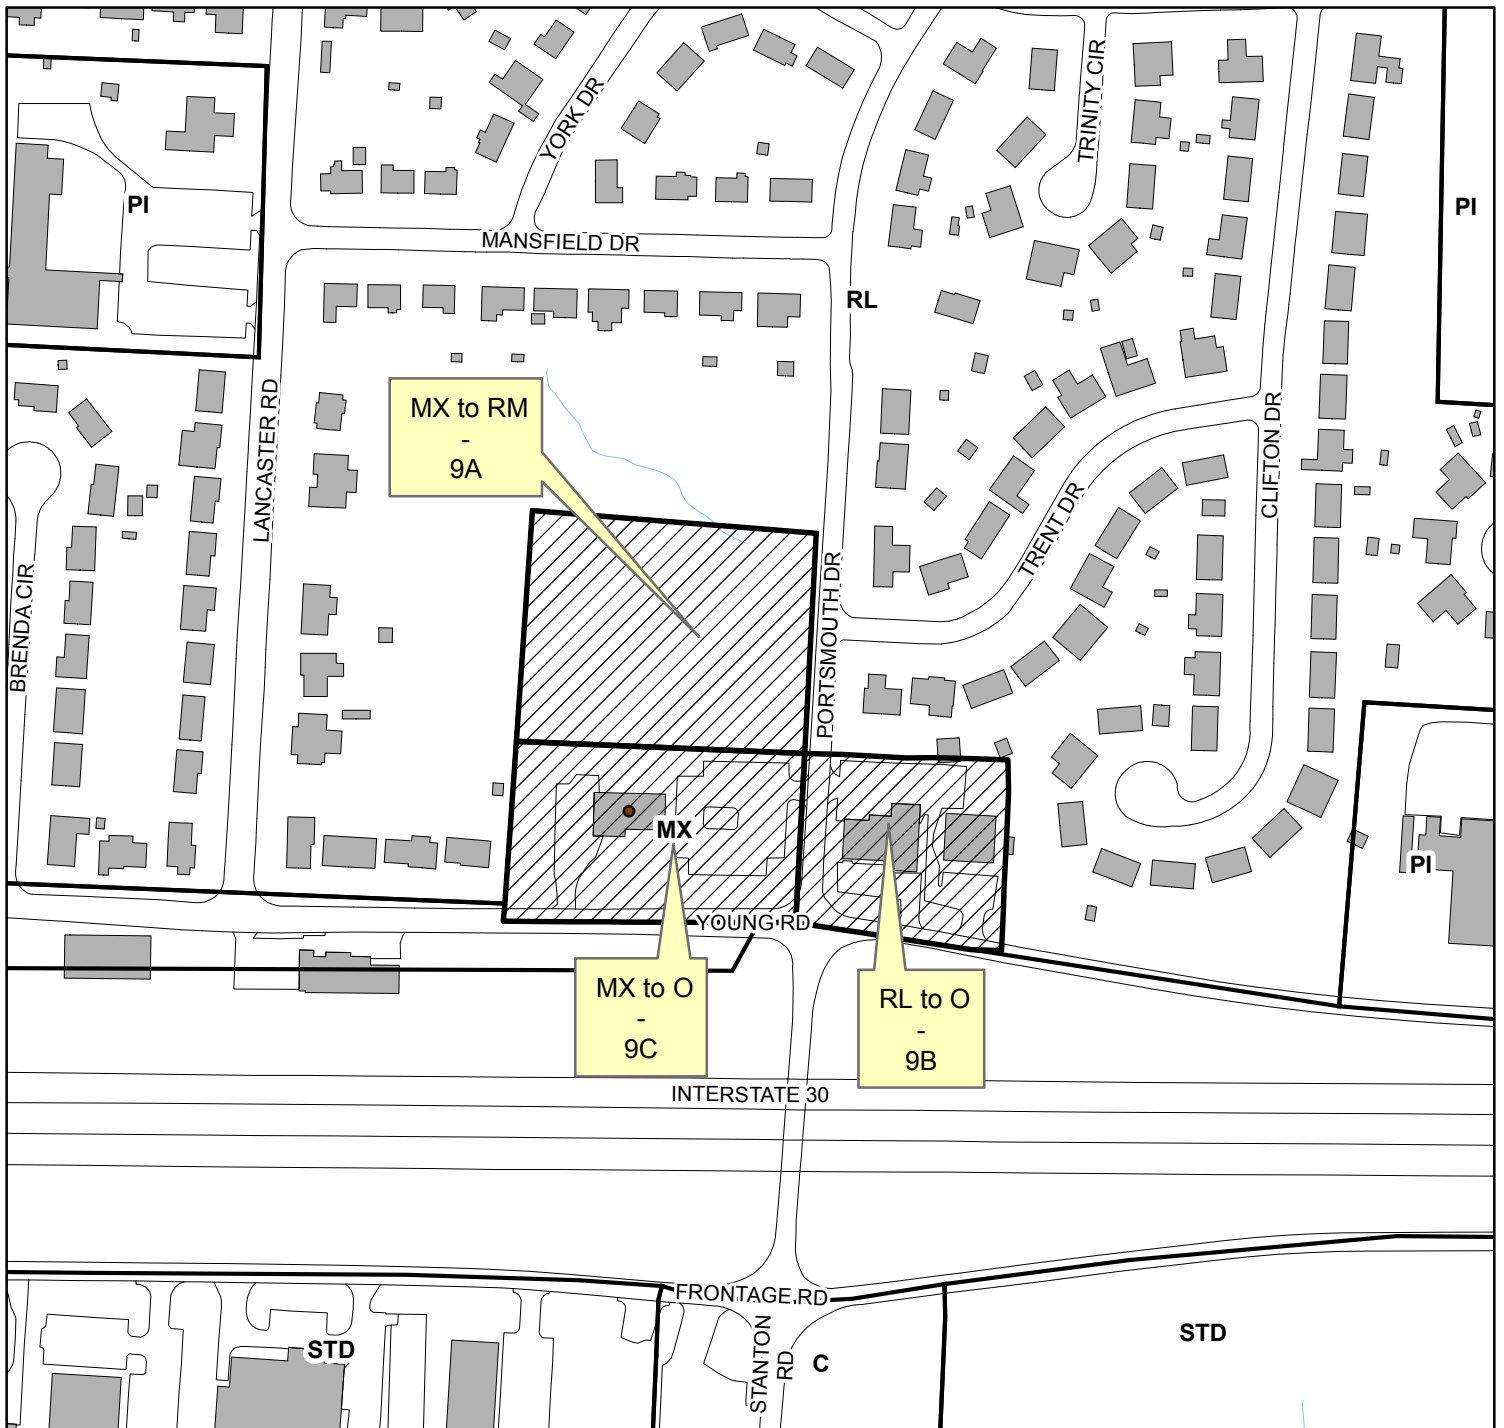 YORK DR
TRINITY CIR
PI
PI
MANSFIELD DR
RL
LANCASTER RD
MX to RM
-
9A
CLIFTON DR
TRENT DR
BRENDA CIR
PORTSMOUTH DR
MX
PI
YOUNG RD
MX to O
-
9C
RL to O
-
9B
INTERSTATE 30
FRONTAGE RD
STD
STANTON
RD
C
STD